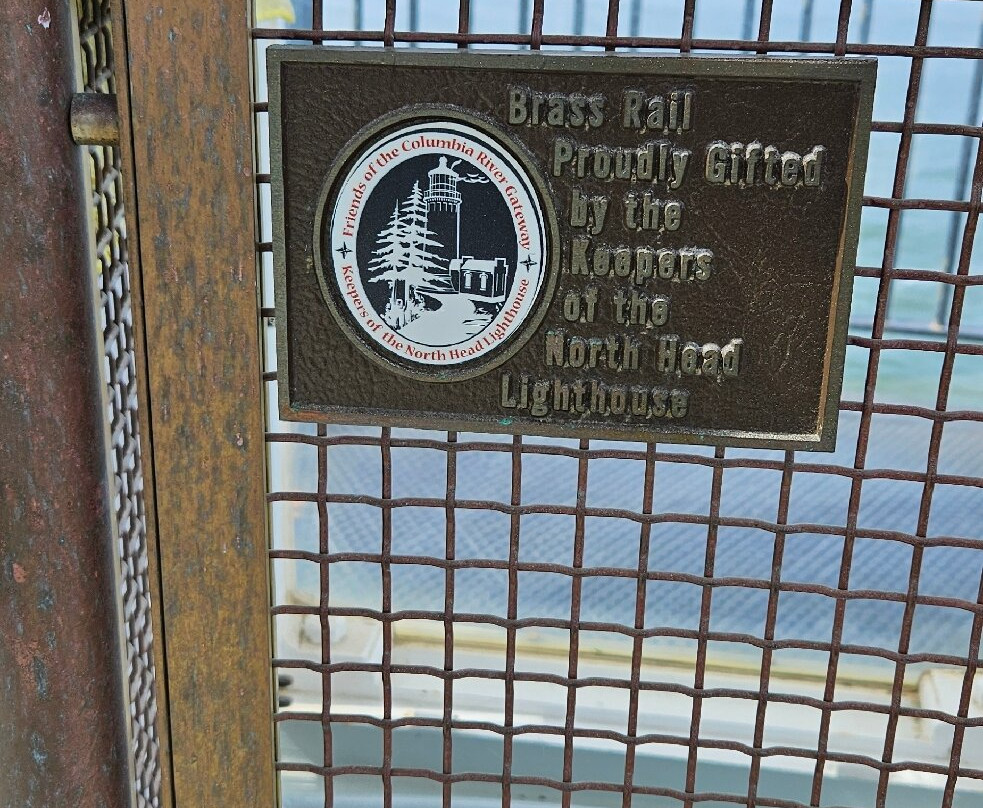 Friends of the Columbia River Gateway
Keepers of the North Head Lighthouse
Brass Rail
Proudly Gifted
by the
Keepers
of the
North Head
Lighthouse